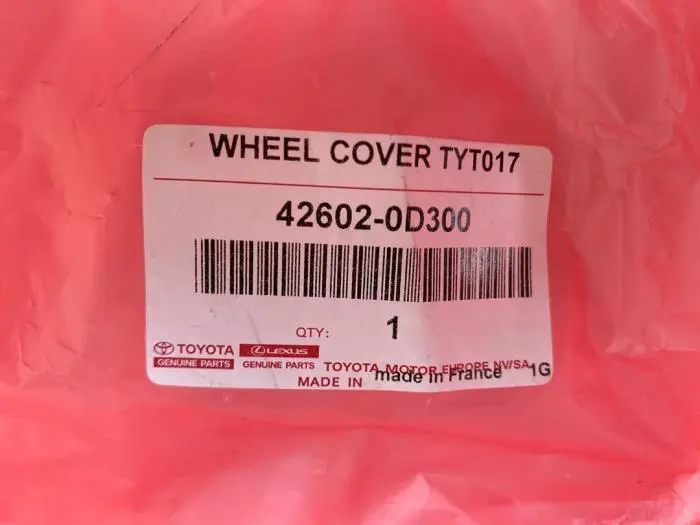 WHEEL COVER TYT017
42602-0D300
QTY: 1
TOYOTA LEXUS
GENUINE PARTS GENUINE PARTS TOYOTA MOTOR EUROPE NV/SA
MADE IN made in France 1G